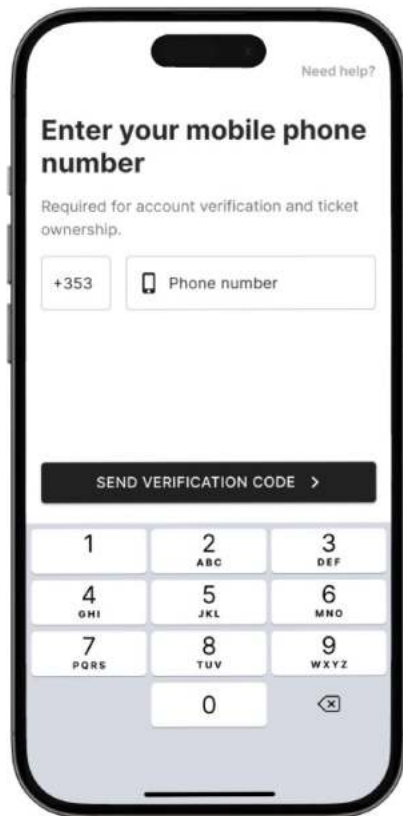 Need help?
Enter your mobile phone
number
Required for account verification and ticket
ownership.
+353 Phone number
SEND VERIFICATION CODE >
1 2 3
ABC DEF
4 5 6
GHI JKL MNO
7 8 9
PQRS TUV WXYZ
0